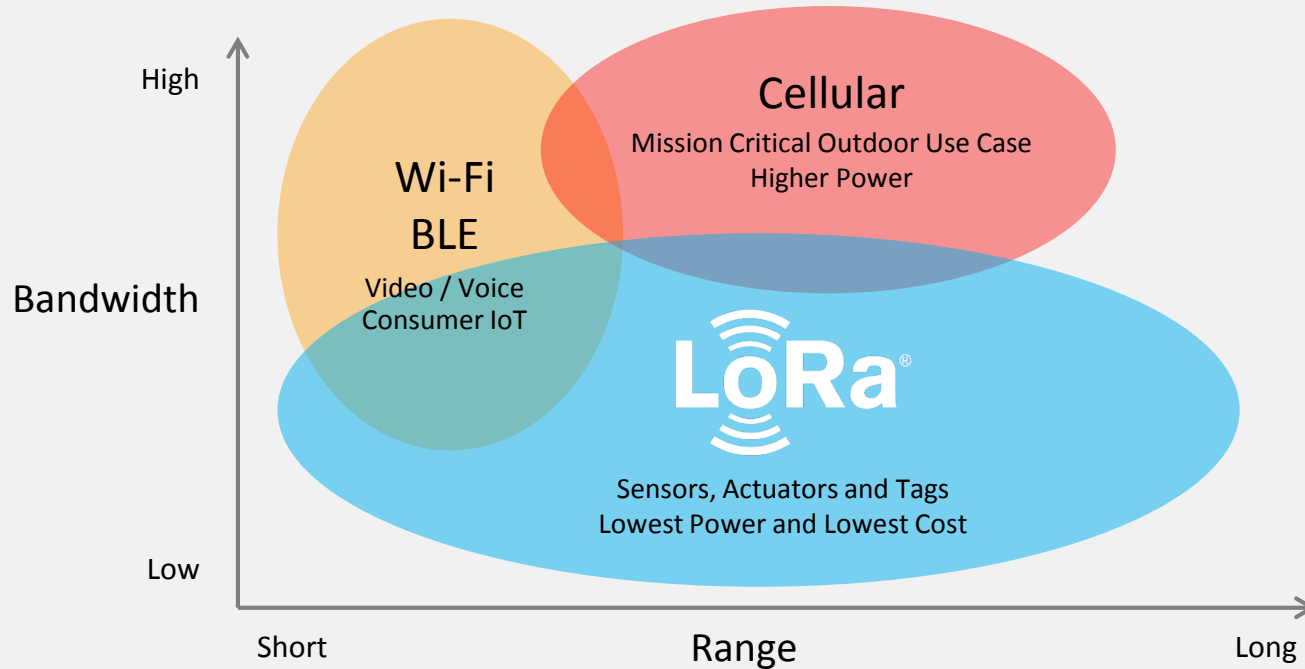 High
Cellular
Mission Critical Outdoor Use Case
Higher Power
Wi-Fi
BLE
Video / Voice
Consumer IoT
Bandwidth
LoRa®
Sensors, Actuators and Tags
Lowest Power and Lowest Cost
Low
Short
Range
Long